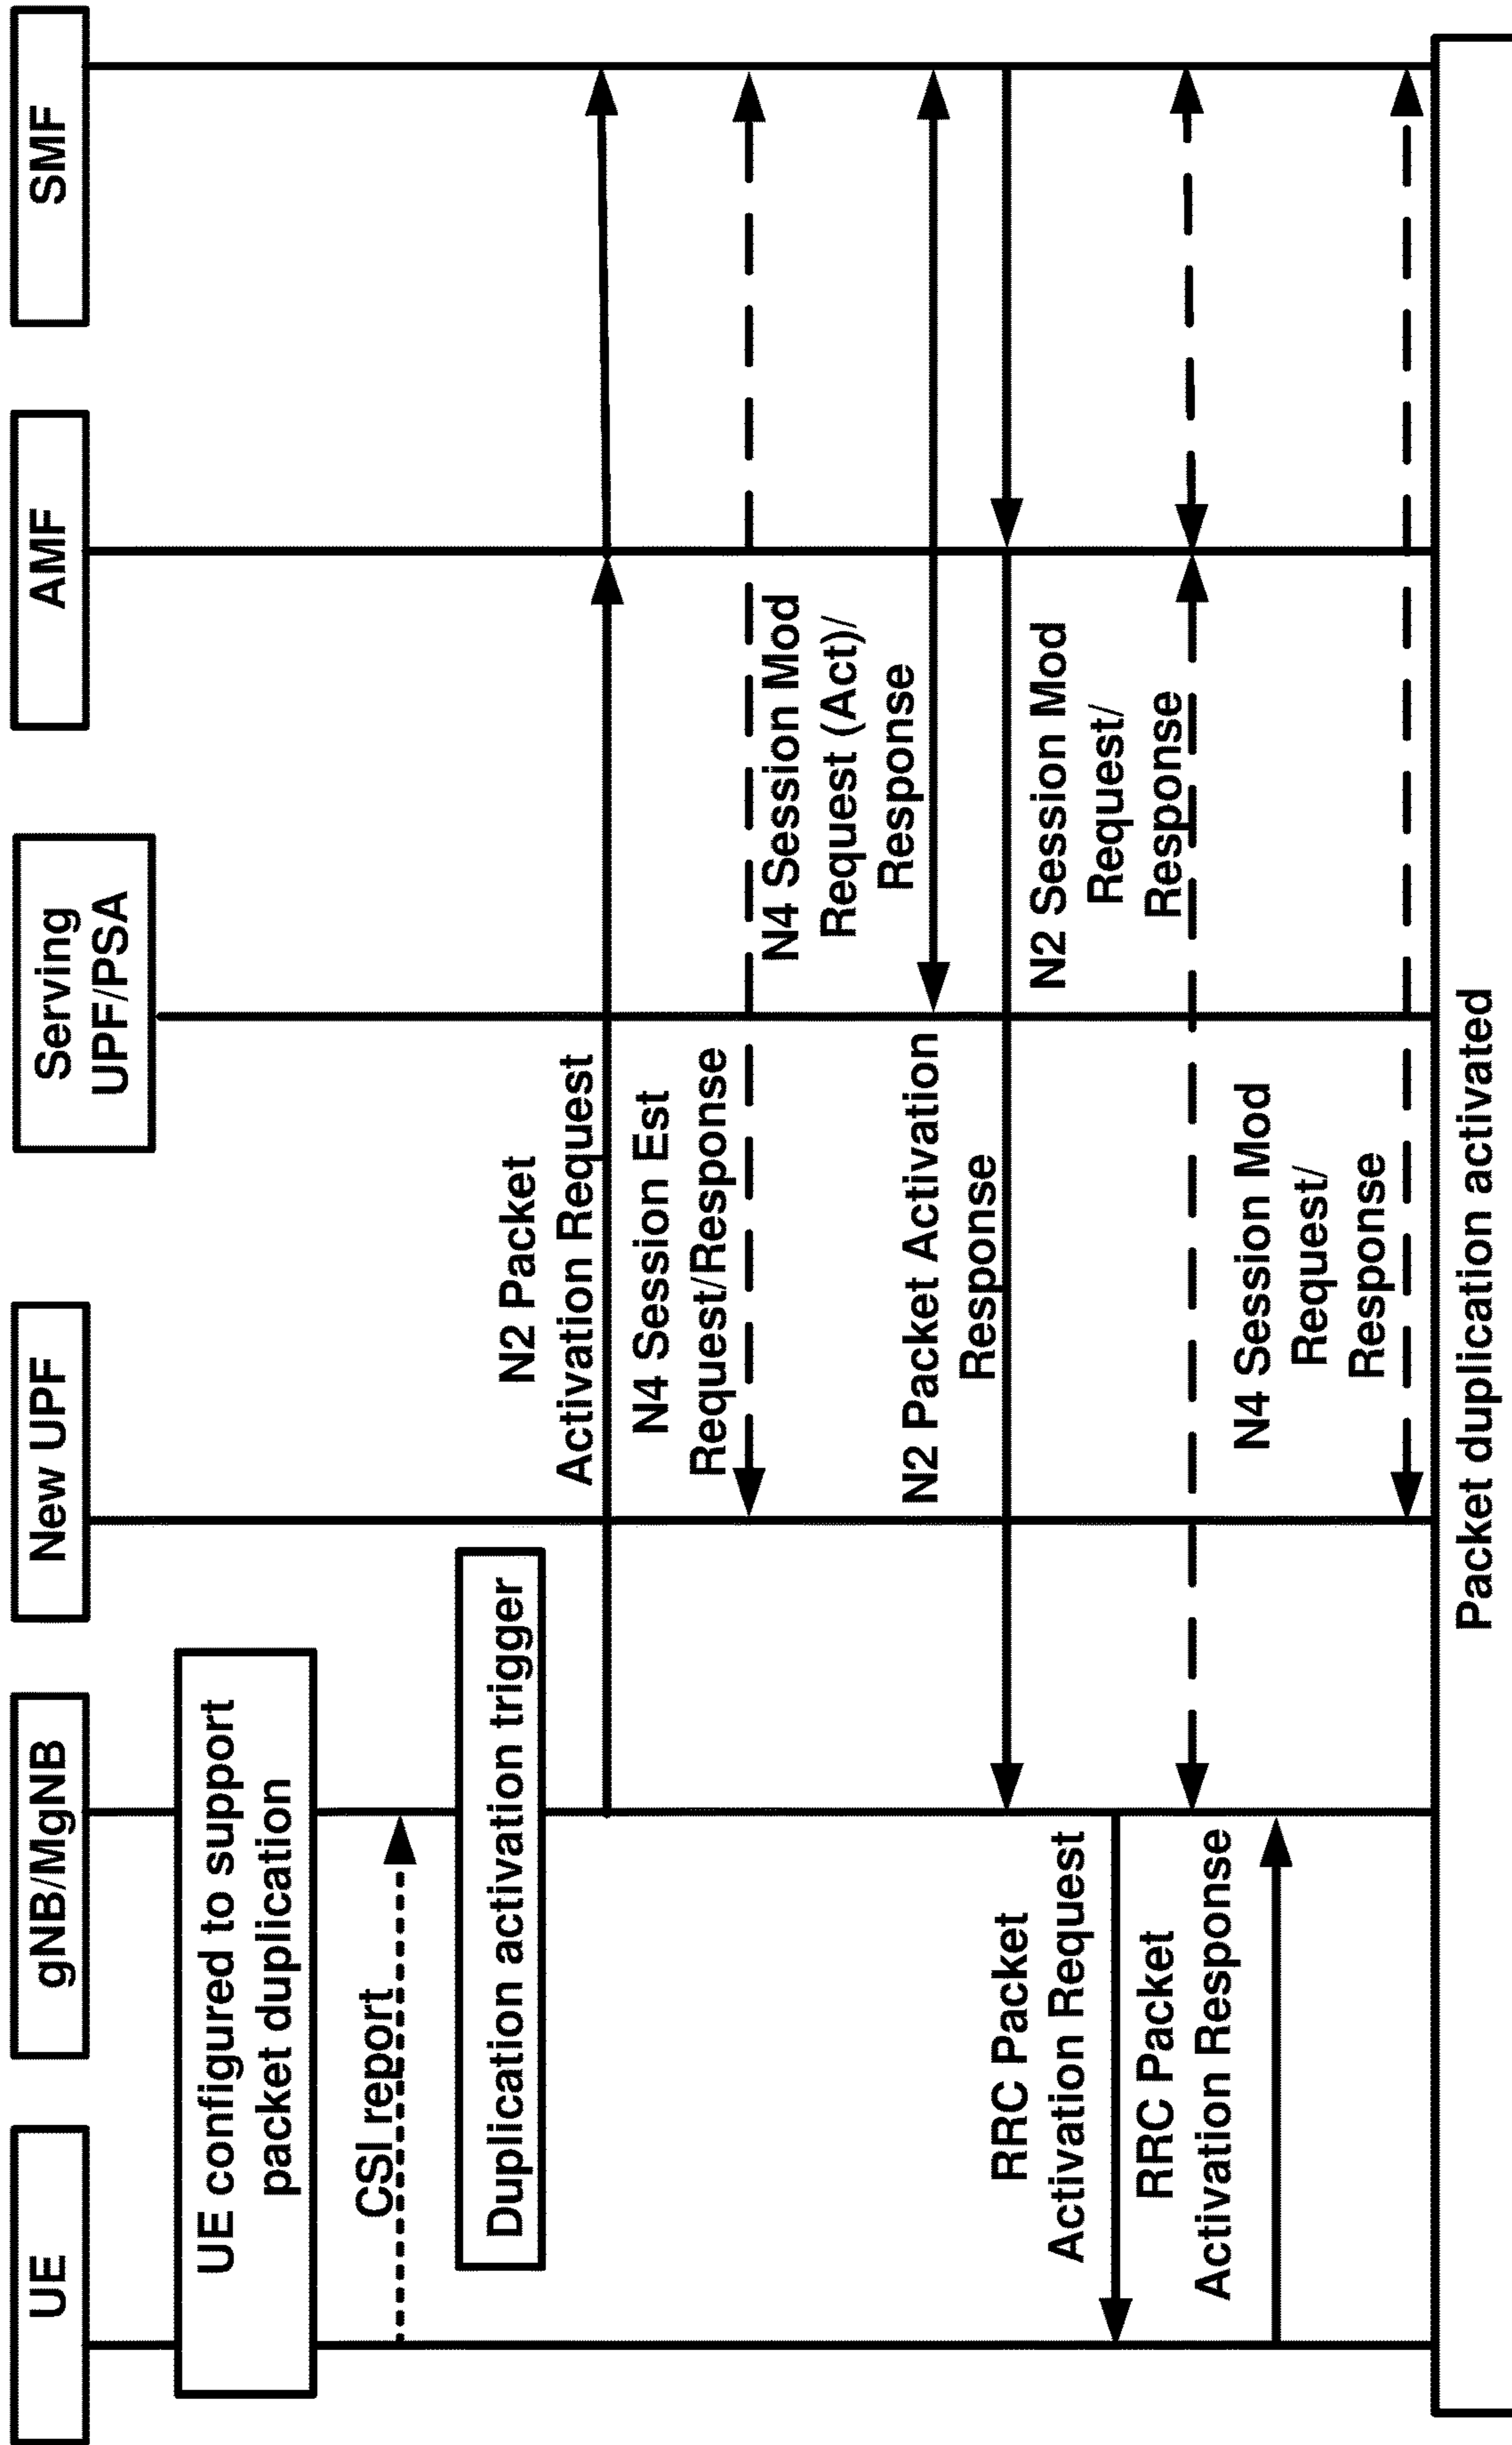 UE
gNB/MgNB
New UPF
Serving
UPF/PSA
AMF
SMF
UE configured to support
packet duplication
CSI report
Duplication activation trigger
N2 Packet
Activation Request
N4 Session Est
Request/Response
N4 Session Mod
Request (Act)/
Response
N2 Packet Activation
Response
RRC Packet
Activation Request
N2 Session Mod
Request/
Response
RRC Packet
Activation Response
N4 Session Mod
Request/
Response
Packet duplication activated